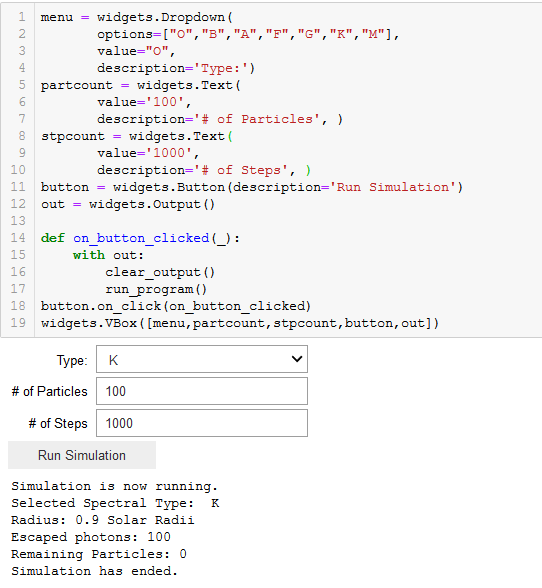 1 menu = widgets.Dropdown(
2        options=["O","B","A","F","G","K","M"],
3        value="O",
4        description='Type:')
5 partcount = widgets.Text(
6        value='100',
7        description='# of Particles', )
8 stpcount = widgets.Text(
9        value='1000',
10        description='# of Steps', )
11 button = widgets.Button(description='Run Simulation')
12 out = widgets.Output()
13
14 def on_button_clicked(_):
15     with out:
16         clear_output()
17         run_program()
18 button.on_click(on_button_clicked)
19 widgets.VBox([menu,partcount,stpcount,button,out])
Type: K
# of Particles 100
# of Steps 1000
Run Simulation
Simulation is now running.
Selected Spectral Type:  K
Radius: 0.9 Solar Radii
Escaped photons: 100
Remaining Particles: 0
Simulation has ended.